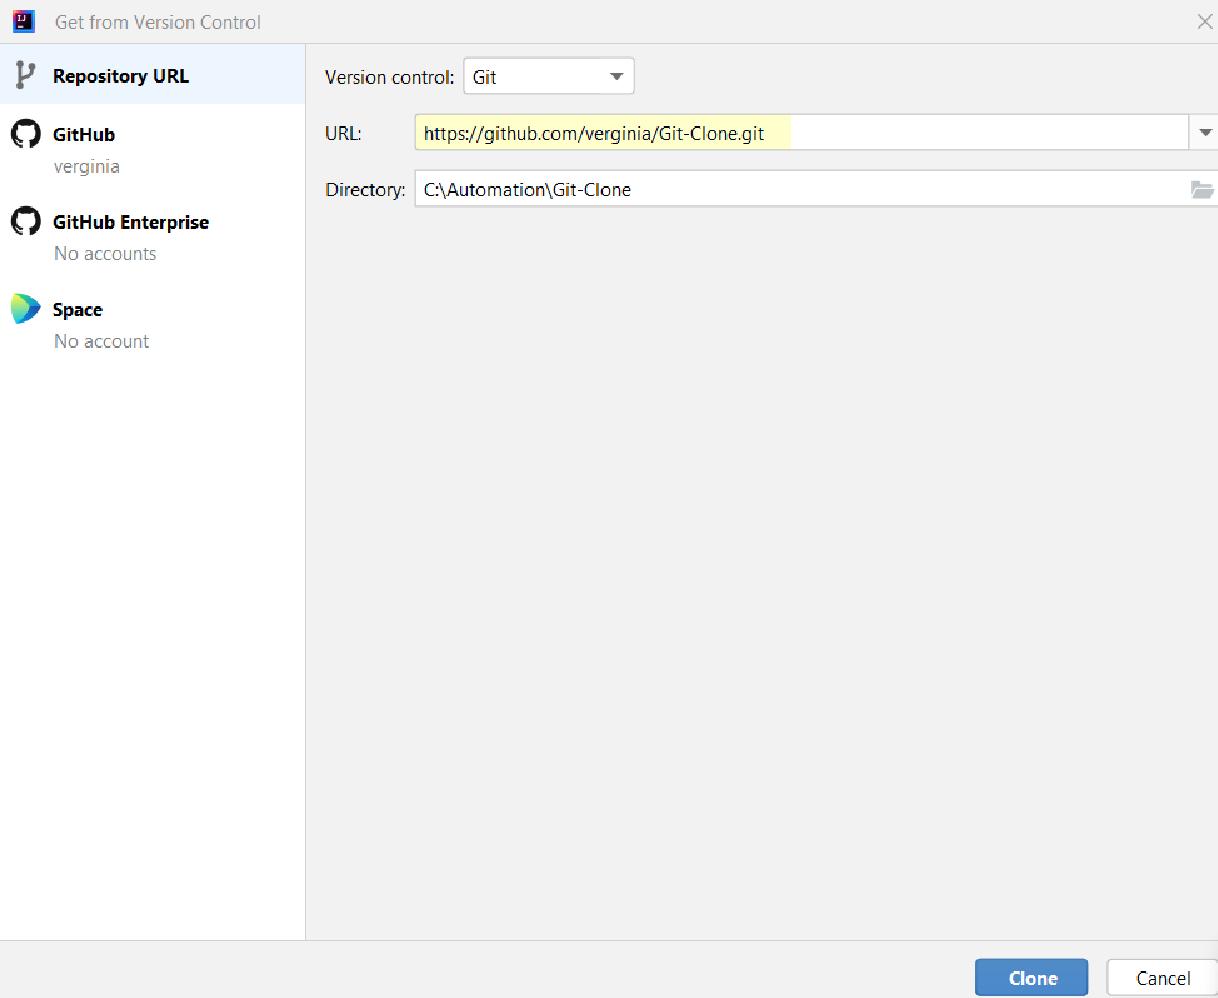 Get from Version Control
Repository URL
GitHub
verginia
GitHub Enterprise
No accounts
Space
No account
Version control: Git
URL: https://github.com/verginia/Git-Clone.git
Directory: C:\Automation\Git-Clone
Clone Cancel